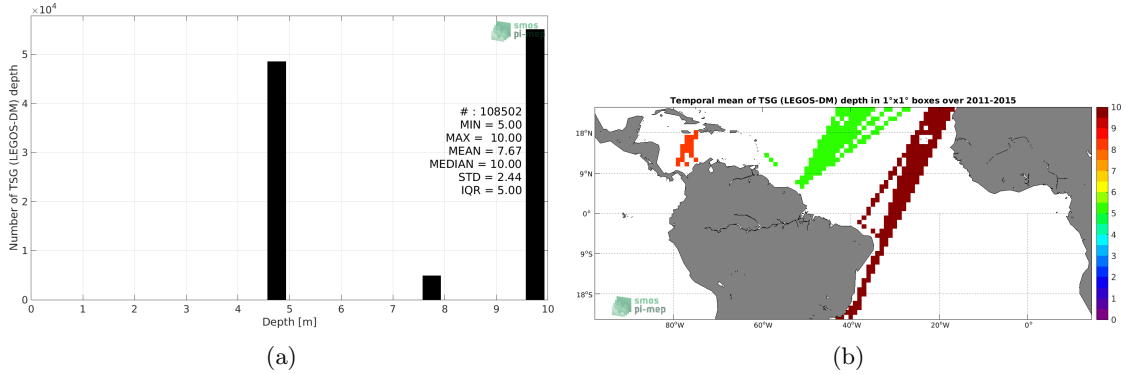 ×10⁴
smos
pi-mep
5
4
3
2
1
0
Number of TSG (LEGOS-DM) depth
# : 108502
MIN = 5.00
MAX = 10.00
MEAN = 7.67
MEDIAN = 10.00
STD = 2.44
IQR = 5.00
0 1 2 3 4 5 6 7 8 9 10
Depth [m]
(a)
Temporal mean of TSG (LEGOS-DM) depth in 1°x1° boxes over 2011-2015
18°N
9°N
0°
9°S
18°S
80°W 60°W 40°W 20°W 0°
smos
pi-mep
10
9
8
7
6
5
4
3
2
1
0
(b)